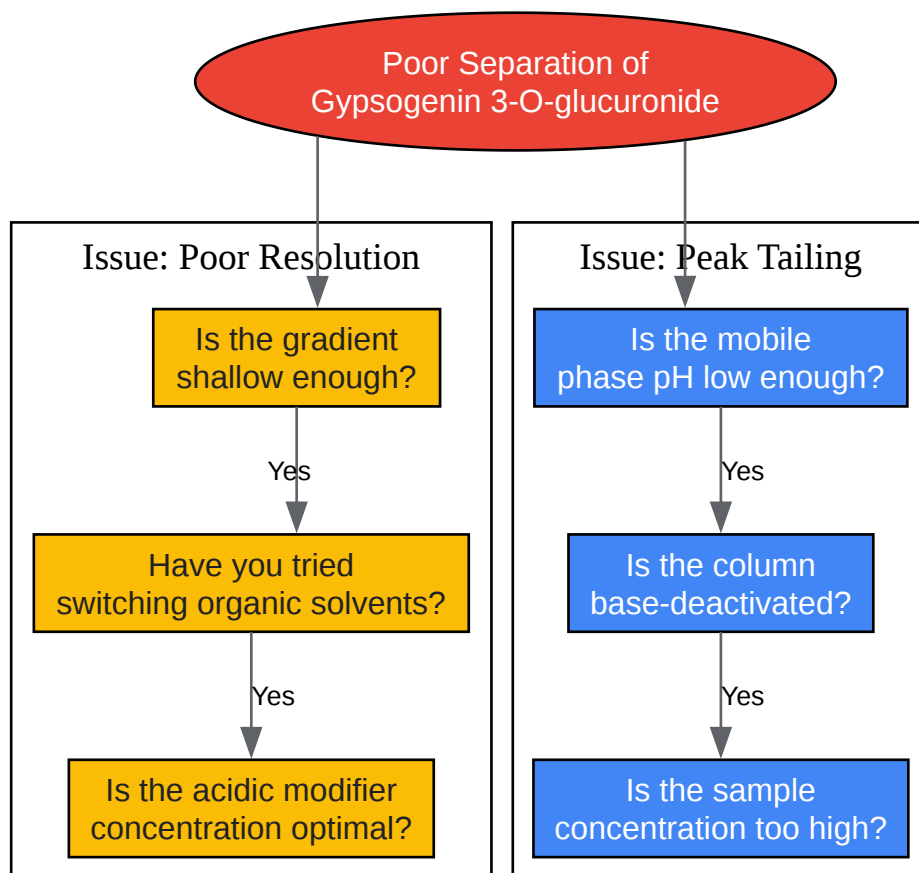 Poor Separation of
Gypsogenin 3-O-glucuronide
Issue: Poor Resolution
Is the gradient
shallow enough?
Yes
Have you tried
switching organic solvents?
Yes
Is the acidic modifier
concentration optimal?
Issue: Peak Tailing
Is the mobile
phase pH low enough?
Yes
Is the column
base-deactivated?
Yes
Is the sample
concentration too high?